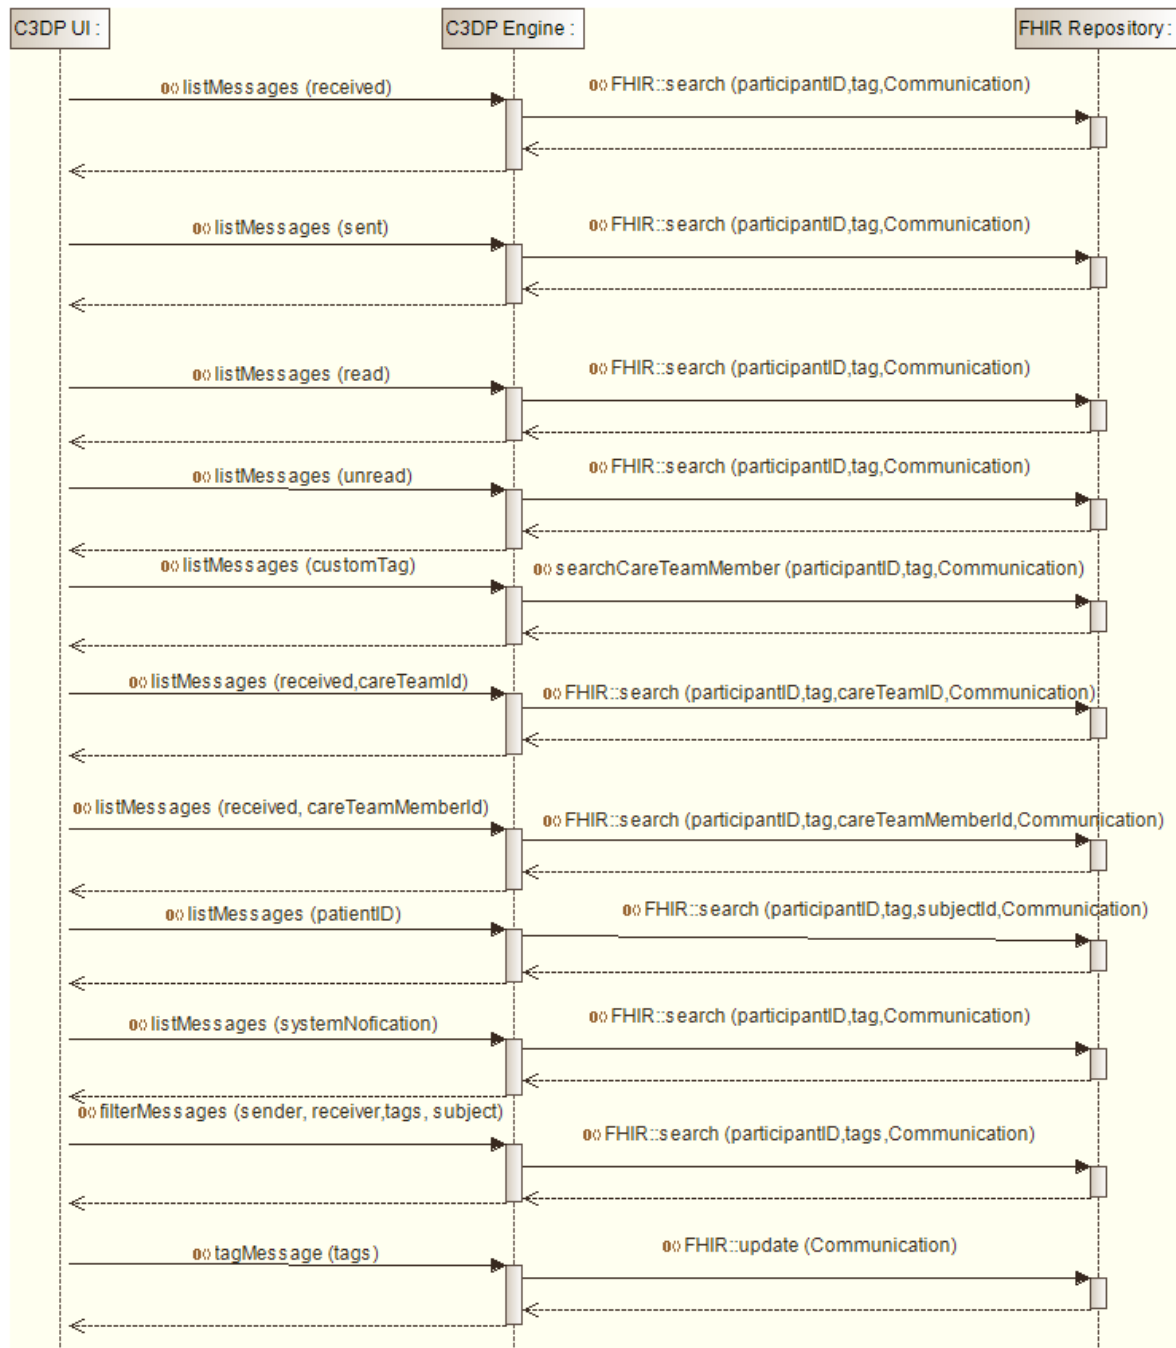 C3DP UI :
C3DP Engine :
FHIR Repository :
listMessages (received)
FHIR::search (participantID,tag,Communication)
listMessages (sent)
FHIR::search (participantID,tag,Communication)
listMessages (read)
FHIR::search (participantID,tag,Communication)
listMessages (unread)
FHIR::search (participantID,tag,Communication)
listMessages (customTag)
searchCareTeamMember (participantID,tag,Communication)
listMessages (received,careTeamId)
FHIR::search (participantID,tag,careTeamID,Communication)
listMessages (received, careTeamMemberId)
FHIR::search (participantID,tag,careTeamMemberId,Communication)
listMessages (patientID)
FHIR::search (participantID,tag,subjectId,Communication)
listMessages (systemNofication)
FHIR::search (participantID,tag,Communication)
filterMessages (sender, receiver,tags, subject)
FHIR::search (participantID,tags,Communication)
tagMessage (tags)
FHIR::update (Communication)